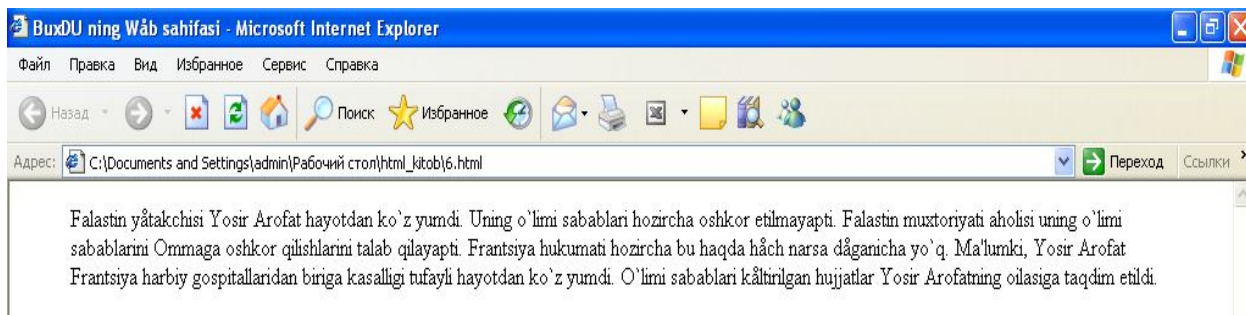 BuxDU ning Wåb sahifasi - Microsoft Internet Explorer
Файл Правка Вид Избранное Сервис Справка
Назад Поиск Избранное
Адрес: C:\Documents and Settings\admin\Рабочий стол\html_kitob\6.html Переход Ссылки »
Falastin yåtakchisi Yosir Arofat hayotdan ko`z yumdi. Uning o`limi sabablari hozircha oshkor etilmayapti. Falastin muxtoriyati aholisi uning o`limi
sabablarini Ommaga oshkor qilishlarini talab qilayapti. Frantsiya hukumati hozircha bu haqda håch narsa dåganicha yo`q. Ma'lumki, Yosir Arofat
Frantsiya harbiy gospitallaridan biriga kasalligi tufayli hayotdan ko`z yumdi. O`limi sabablari kåltirilgan hujjatlar Yosir Arofatning oilasiga taqdim etildi.